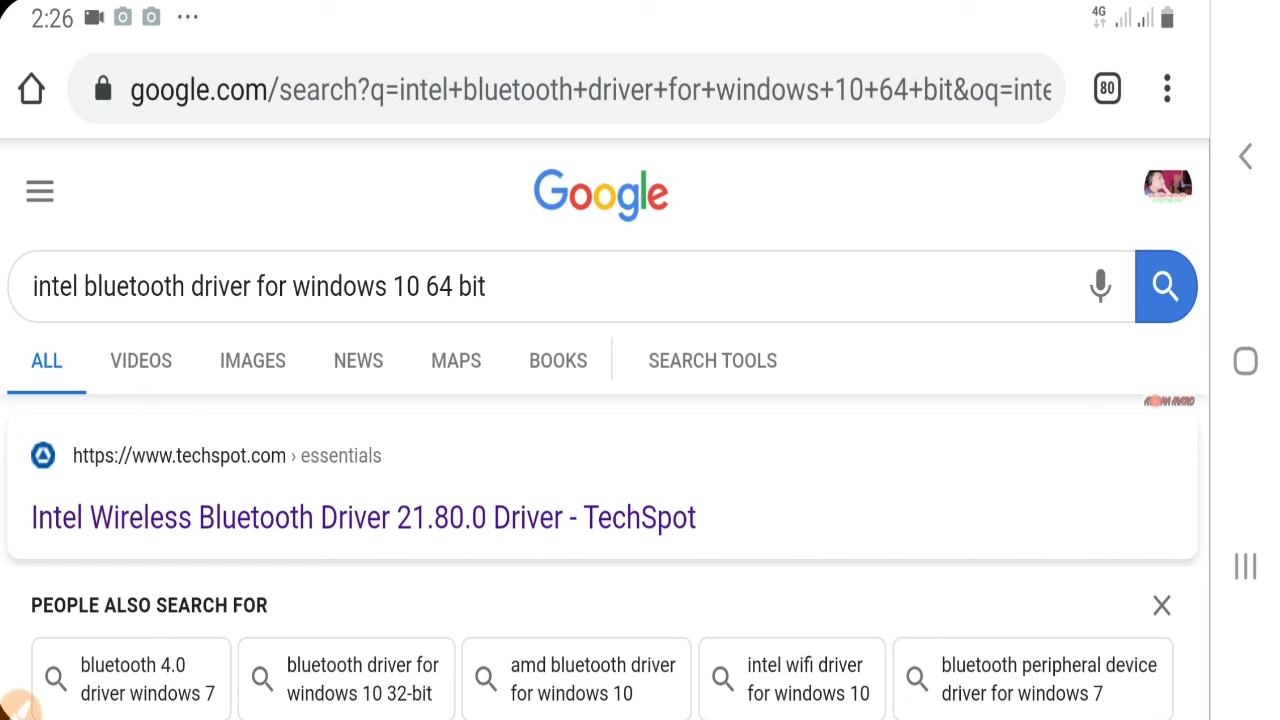 2:26
4G
google.com/search?q=intel+bluetooth+driver+for+windows+10+64+bit&oq=inte
80
Google
intel bluetooth driver for windows 10 64 bit
ALL VIDEOS IMAGES NEWS MAPS BOOKS SEARCH TOOLS
https://www.techspot.com › essentials
Intel Wireless Bluetooth Driver 21.80.0 Driver - TechSpot
PEOPLE ALSO SEARCH FOR
bluetooth 4.0
driver windows 7
bluetooth driver for
windows 10 32-bit
amd bluetooth driver
for windows 10
intel wifi driver
for windows 10
bluetooth peripheral device
driver for windows 7